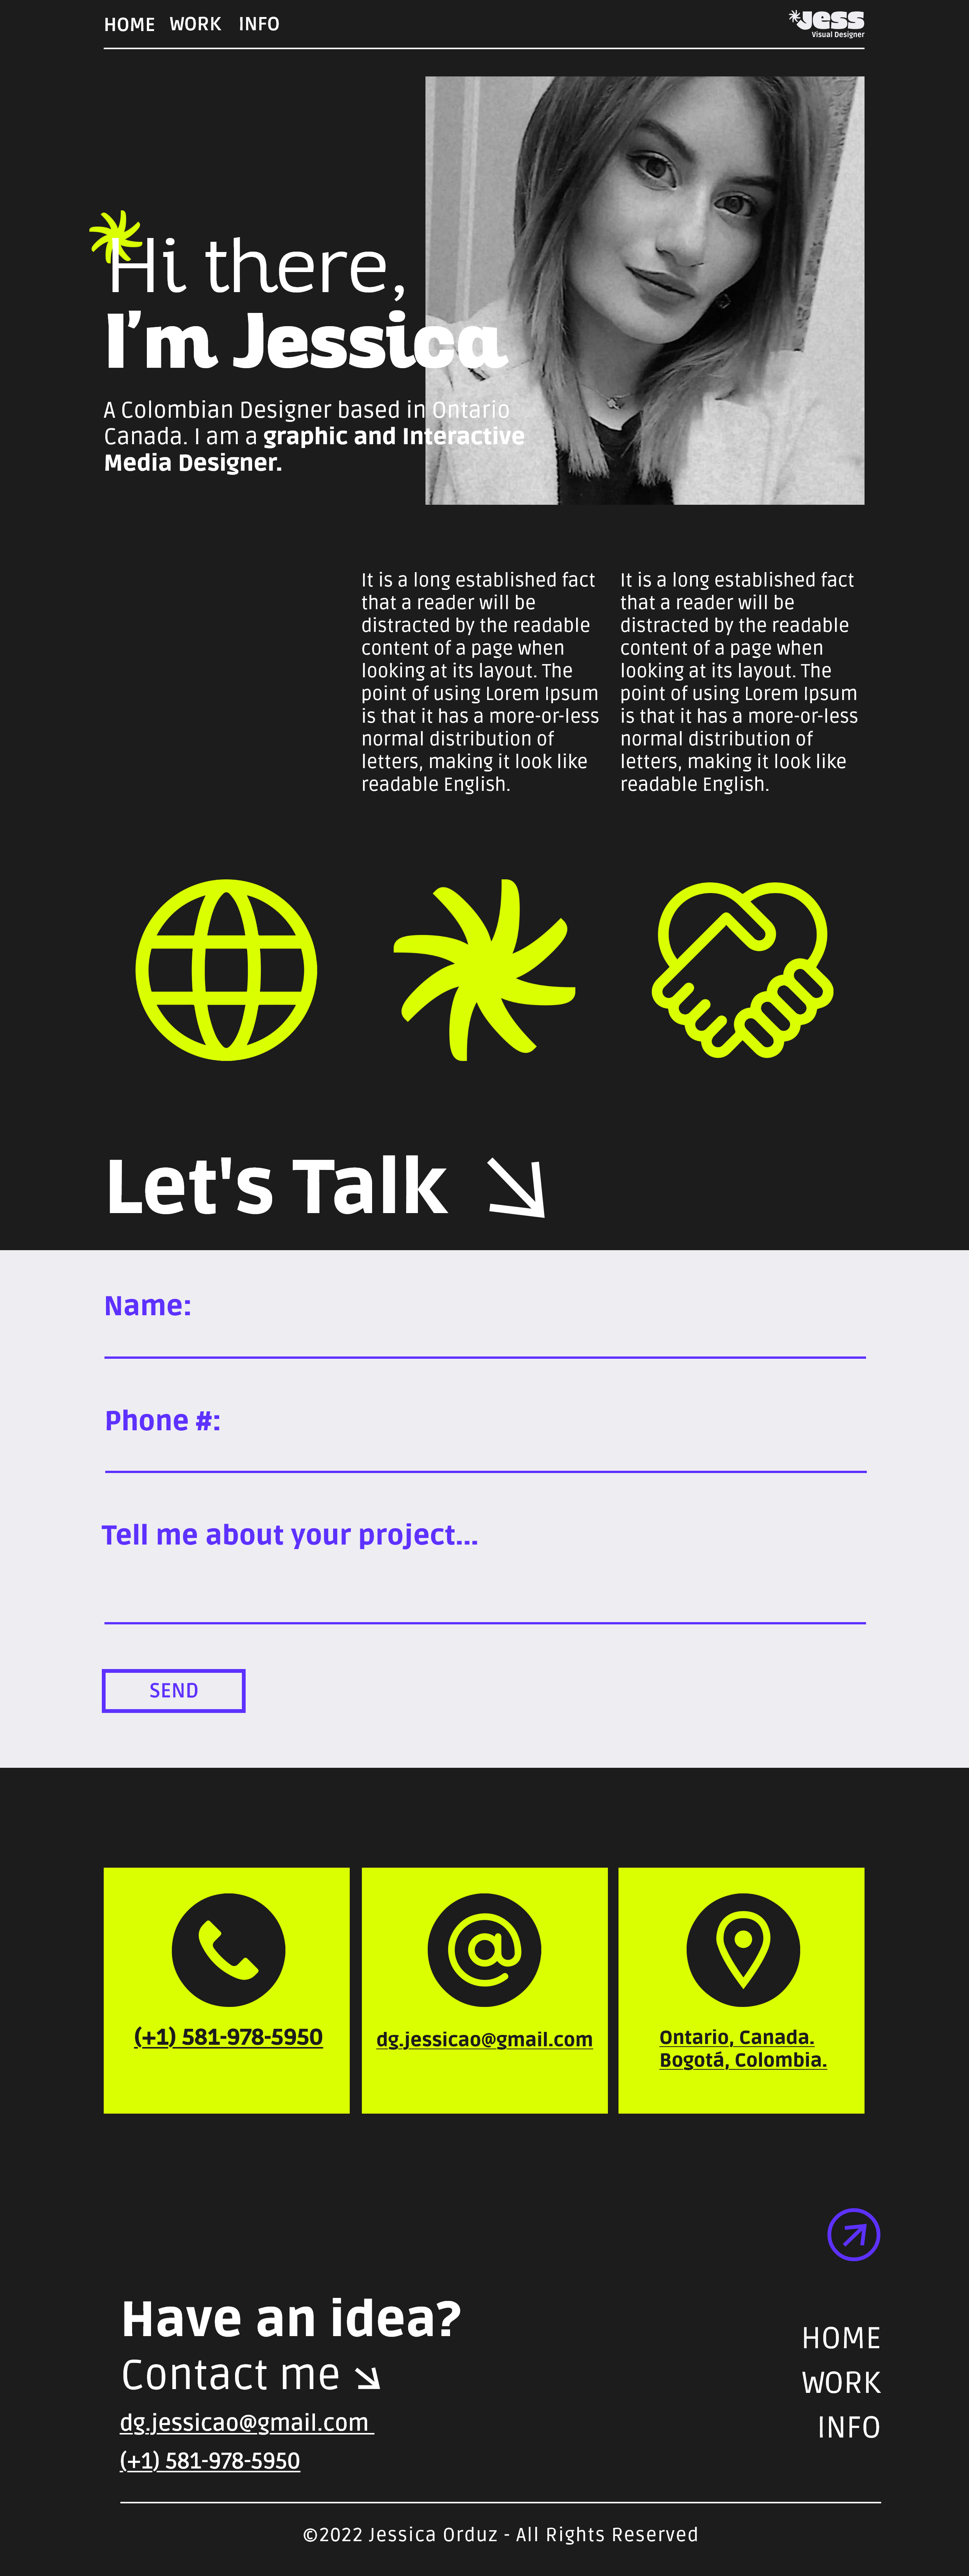 HOME WORK INFO
JESS
Visual Designer
Hi there,
I'm Jessica
A Colombian Designer based in Ontario
Canada. I am a graphic and Interactive
Media Designer.
It is a long established fact
that a reader will be
distracted by the readable
content of a page when
looking at its layout. The
point of using Lorem Ipsum
is that it has a more-or-less
normal distribution of
letters, making it look like
readable English.
It is a long established fact
that a reader will be
distracted by the readable
content of a page when
looking at its layout. The
point of using Lorem Ipsum
is that it has a more-or-less
normal distribution of
letters, making it look like
readable English.
Let's Talk
Name:
Phone #:
Tell me about your project...
SEND
(+1) 581-978-5950
dg.jessicao@gmail.com
Ontario, Canada.
Bogotá, Colombia.
Have an idea?
Contact me
dg.jessicao@gmail.com
(+1) 581-978-5950
HOME
WORK
INFO
©2022 Jessica Orduz - All Rights Reserved